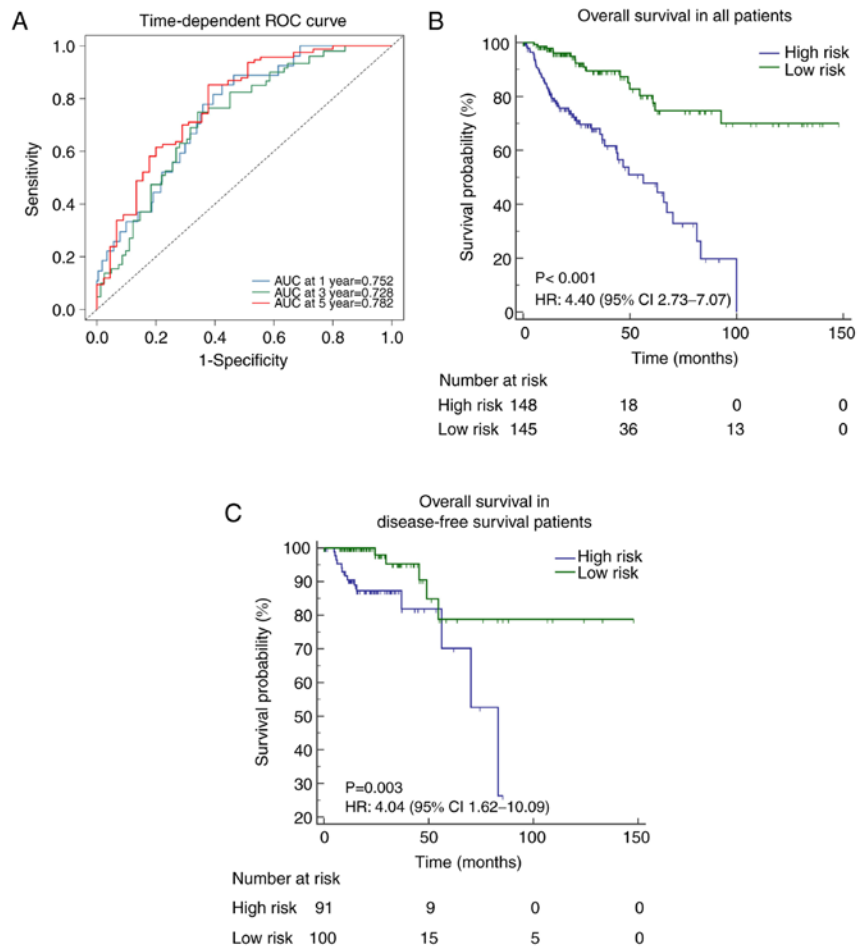 A
Time-dependent ROC curve
1.0
0.8
0.6
0.4
0.2
0.0
Sensitivity
AUC at 1 year=0.752
AUC at 3 year=0.728
AUC at 5 year=0.782
0.0 0.2 0.4 0.6 0.8 1.0
1-Specificity
B
Overall survival in all patients
100
80
60
40
20
0
Survival probability (%)
High risk
Low risk
P< 0.001
HR: 4.40 (95% CI 2.73–7.07)
0 50 100 150
Time (months)
Number at risk
High risk 148 18 0 0
Low risk 145 36 13 0
C
Overall survival in
disease-free survival patients
100
90
80
70
60
50
40
30
20
Survival probability (%)
High risk
Low risk
P=0.003
HR: 4.04 (95% CI 1.62–10.09)
0 50 100 150
Time (months)
Number at risk
High risk 91 9 0 0
Low risk 100 15 5 0